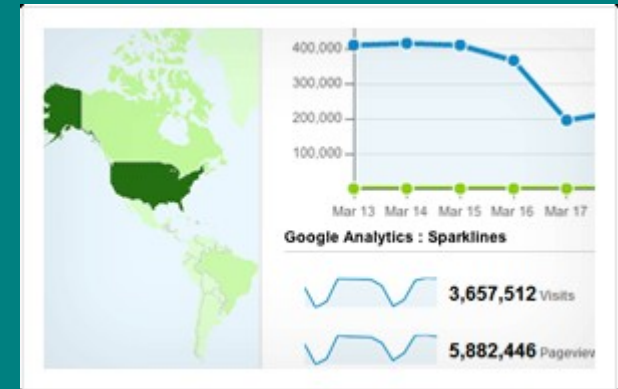 400,000
300,000
200,000
100,000
Mar 13 Mar 14 Mar 15 Mar 16 Mar 17
Google Analytics : Sparklines
3,657,512 Visits
5,882,446 Pageview